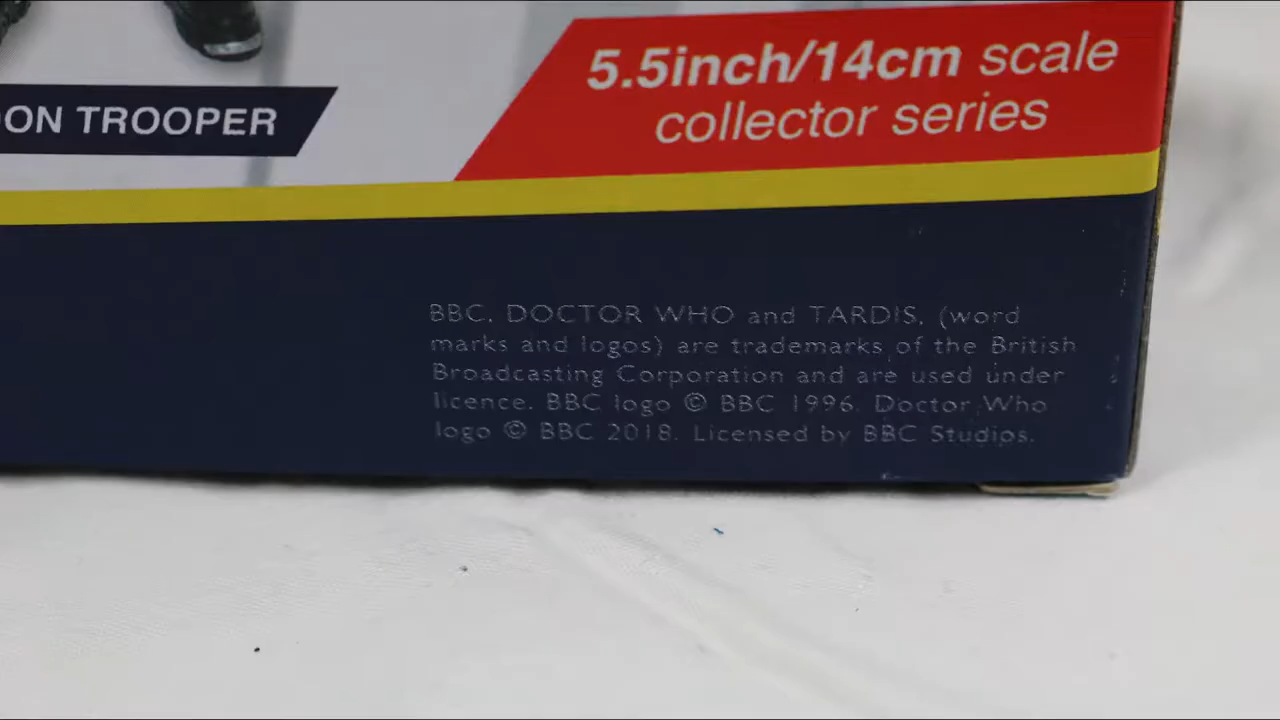 5.5inch/14cm scale
collector series
ON TROOPER
BBC, DOCTOR WHO and TARDIS, (word
marks and logos) are trademarks of the British
Broadcasting Corporation and are used under
licence. BBC logo © BBC 1996. Doctor Who
logo © BBC 2018. Licensed by BBC Studios.